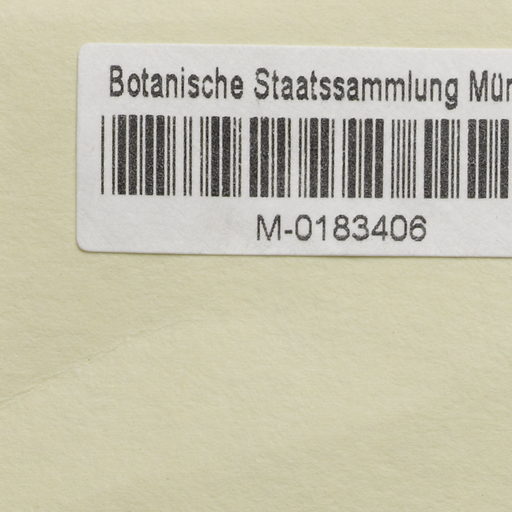 Botanische Staatssammlung Mün
M-0183406